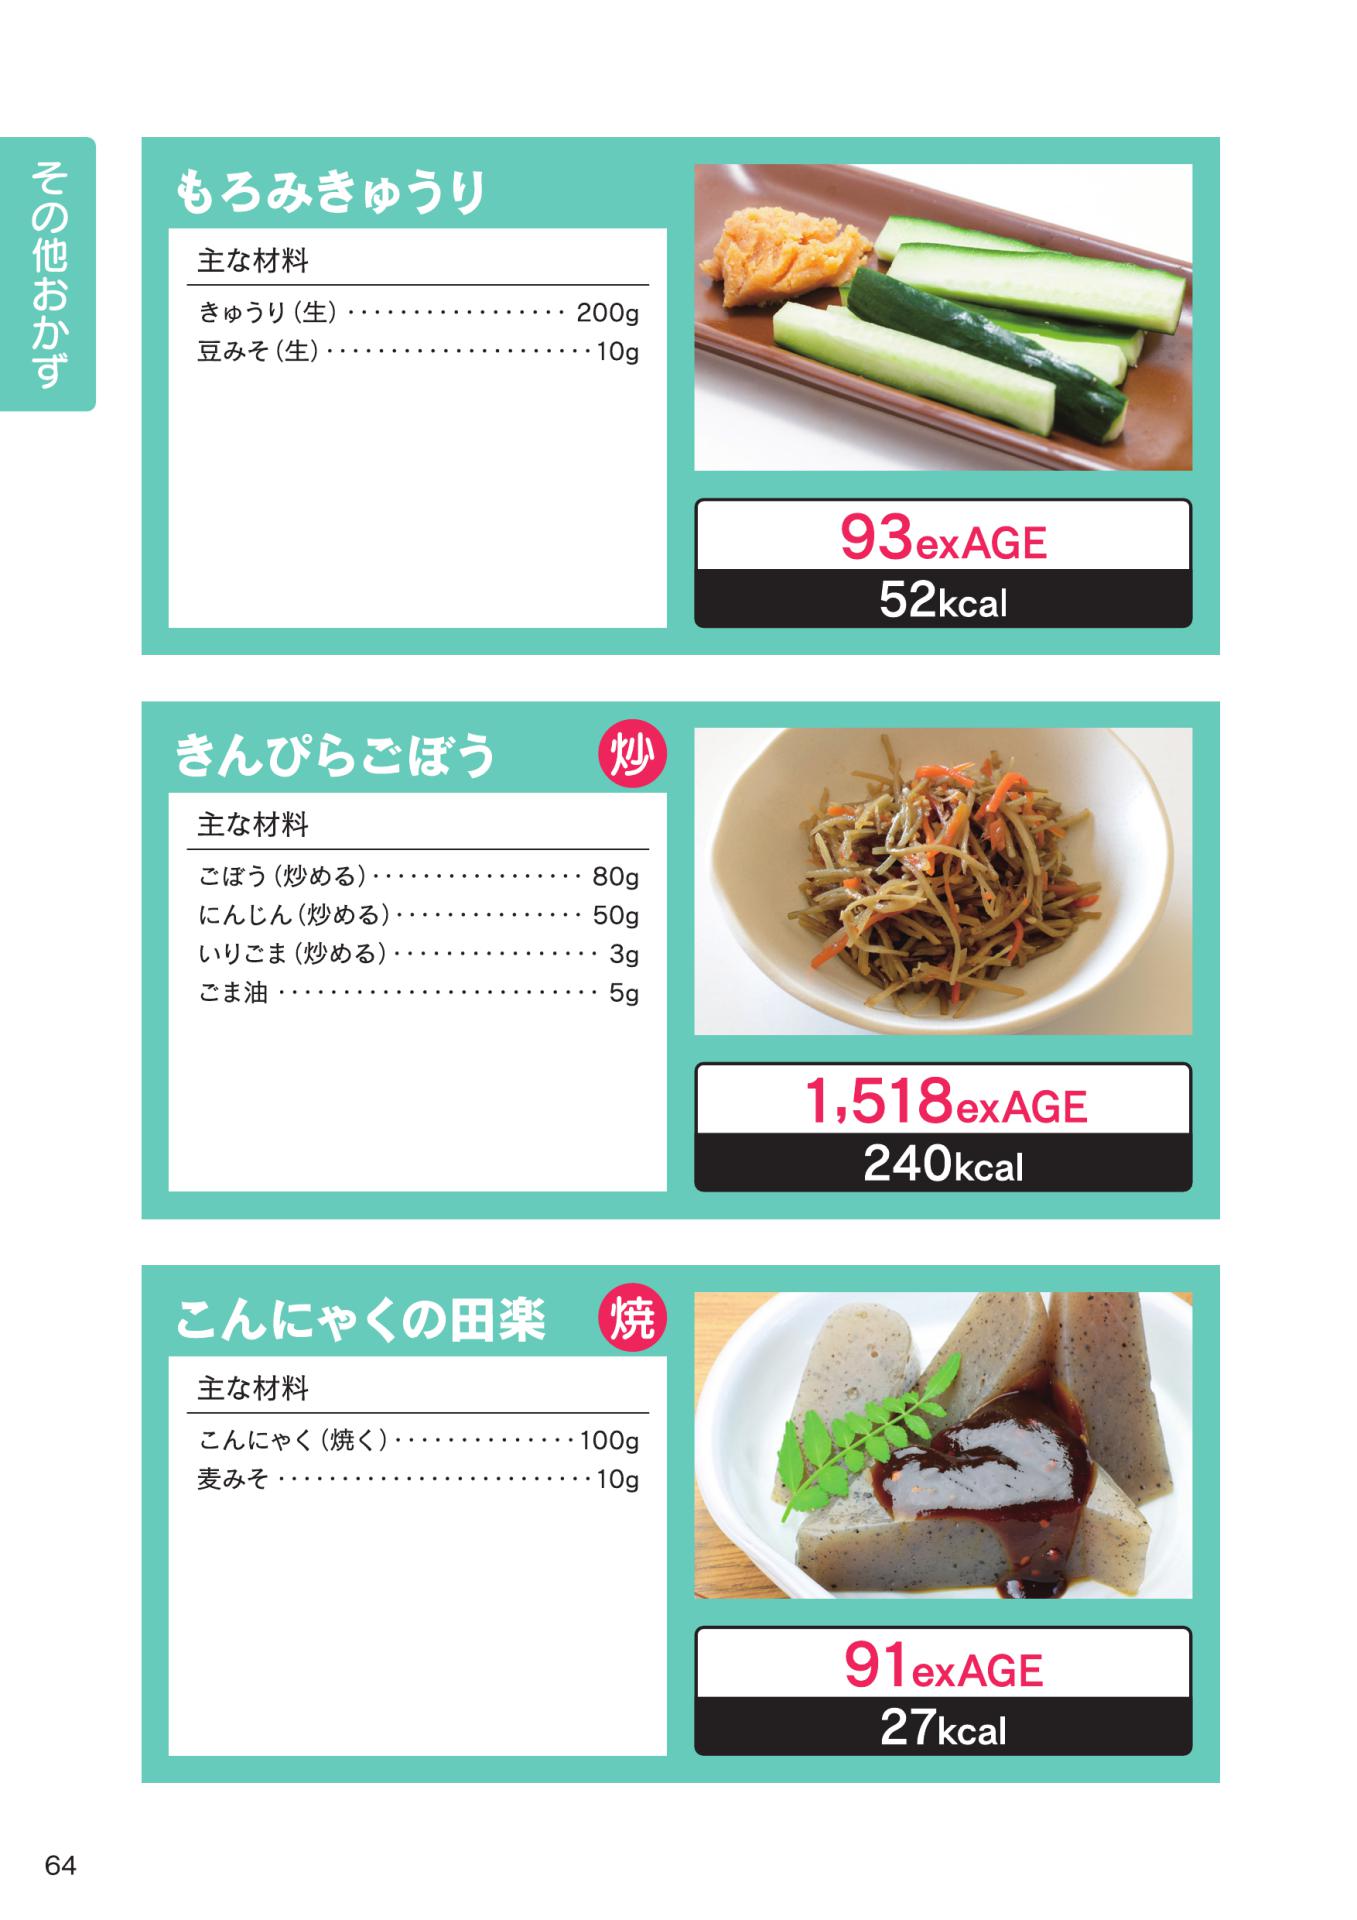 その他おかず
もろみきゅうり
主な材料
きゅうり（生）················· 200g
豆みそ（生）·····················10g
93exAGE
52kcal
きんぴらごぼう
炒
主な材料
ごぼう（炒める）················· 80g
にんじん（炒める）··············· 50g
いりごま（炒める）················ 3g
ごま油 ························· 5g
1,518exAGE
240kcal
こんにゃくの田楽
焼
主な材料
こんにゃく（焼く）··············100g
麦みそ ·························10g
91exAGE
27kcal
64